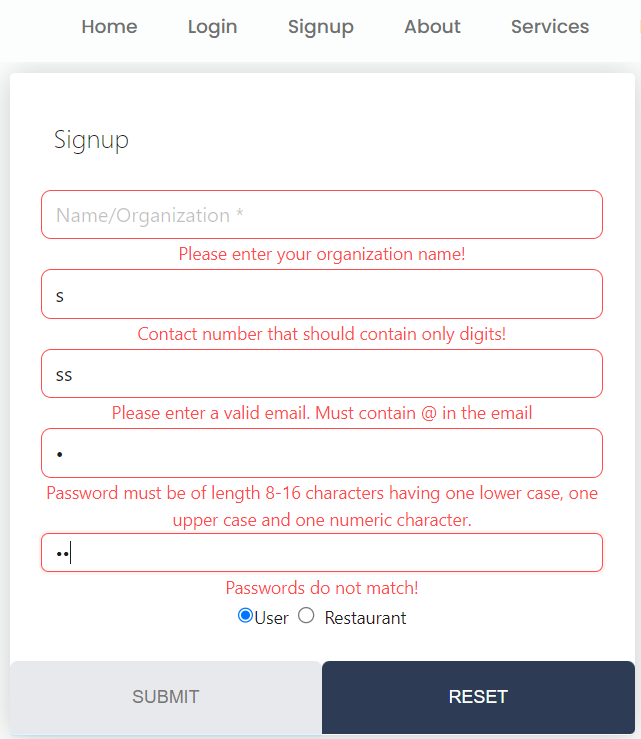 Home Login Signup About Services
Signup
Name/Organization *
Please enter your organization name!
s
Contact number that should contain only digits!
ss
Please enter a valid email. Must contain @ in the email
•
Password must be of length 8-16 characters having one lower case, one
upper case and one numeric character.
••
Passwords do not match!
User Restaurant
SUBMIT RESET